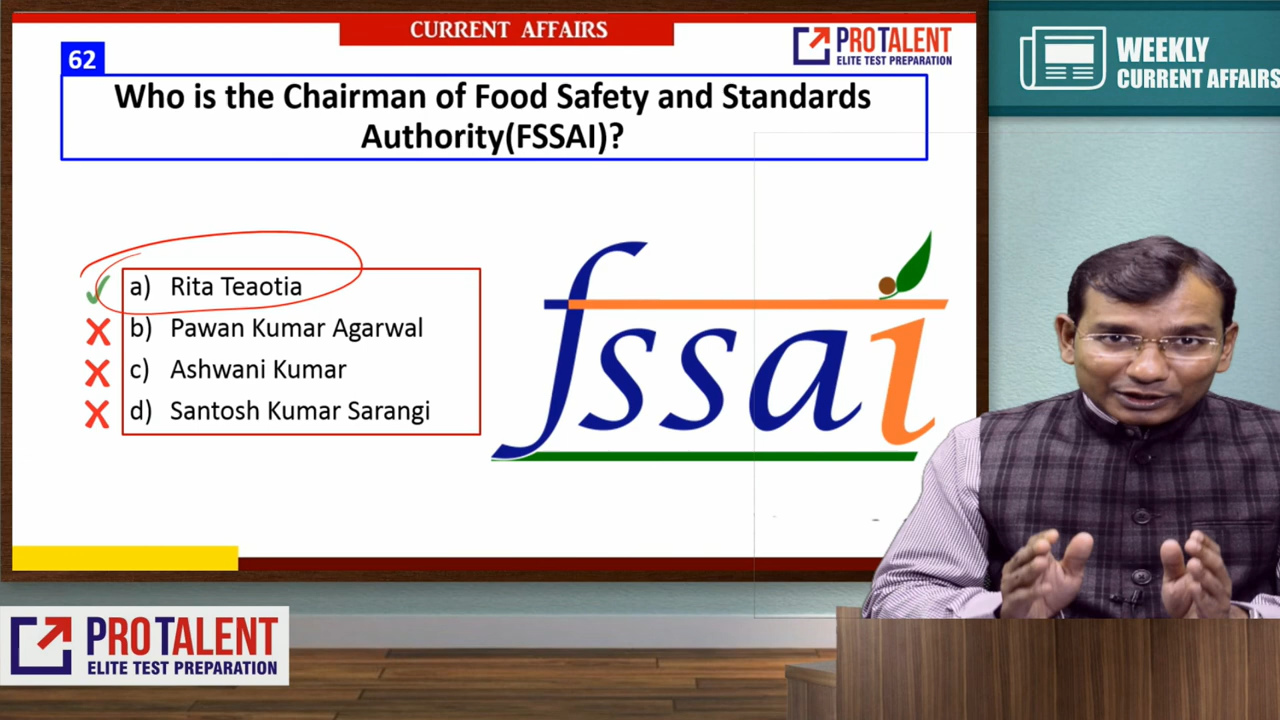 CURRENT AFFAIRS
PROTALENT
ELITE TEST PREPARATION
WEEKLY
CURRENT AFFAIRS
62
Who is the Chairman of Food Safety and Standards
Authority(FSSAI)?
a) Rita Teaotia
b) Pawan Kumar Agarwal
c) Ashwani Kumar
d) Santosh Kumar Sarangi
fssai
PROTALENT
ELITE TEST PREPARATION